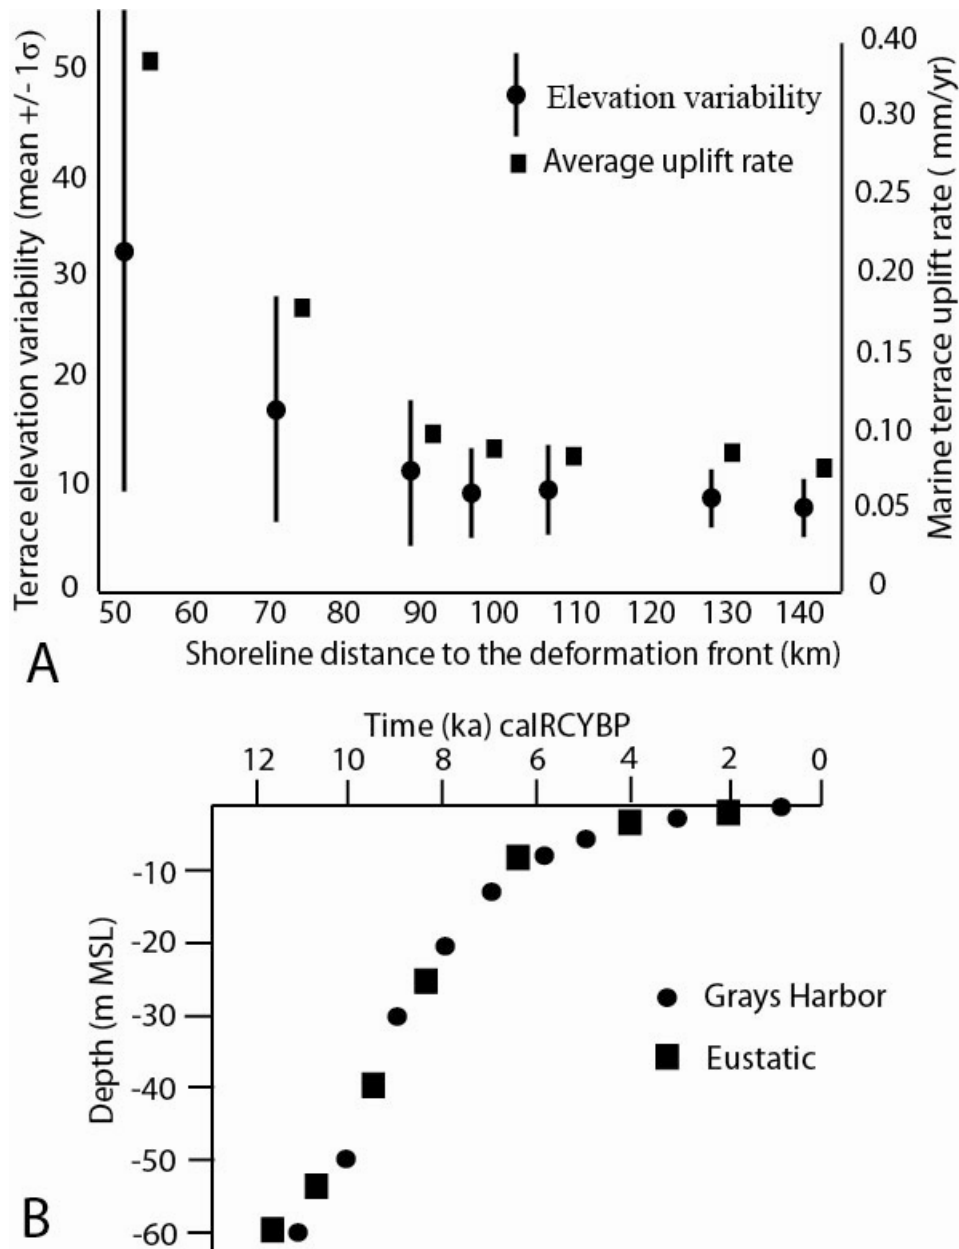 Terrace elevation variability (mean +/- 1σ)
50
40
30
20
10
0
Elevation variability
Average uplift rate
0.40
0.30
0.25
0.20
0.15
0.10
0.05
0
Marine terrace uplift rate ( mm/yr)
50 60 70 80 90 100 110 120 130 140
Shoreline distance to the deformation front (km)
A
Time (ka) calRCYBP
12 10 8 6 4 2 0
Depth (m MSL)
-10
-20
-30
-40
-50
-60
Grays Harbor
Eustatic
B